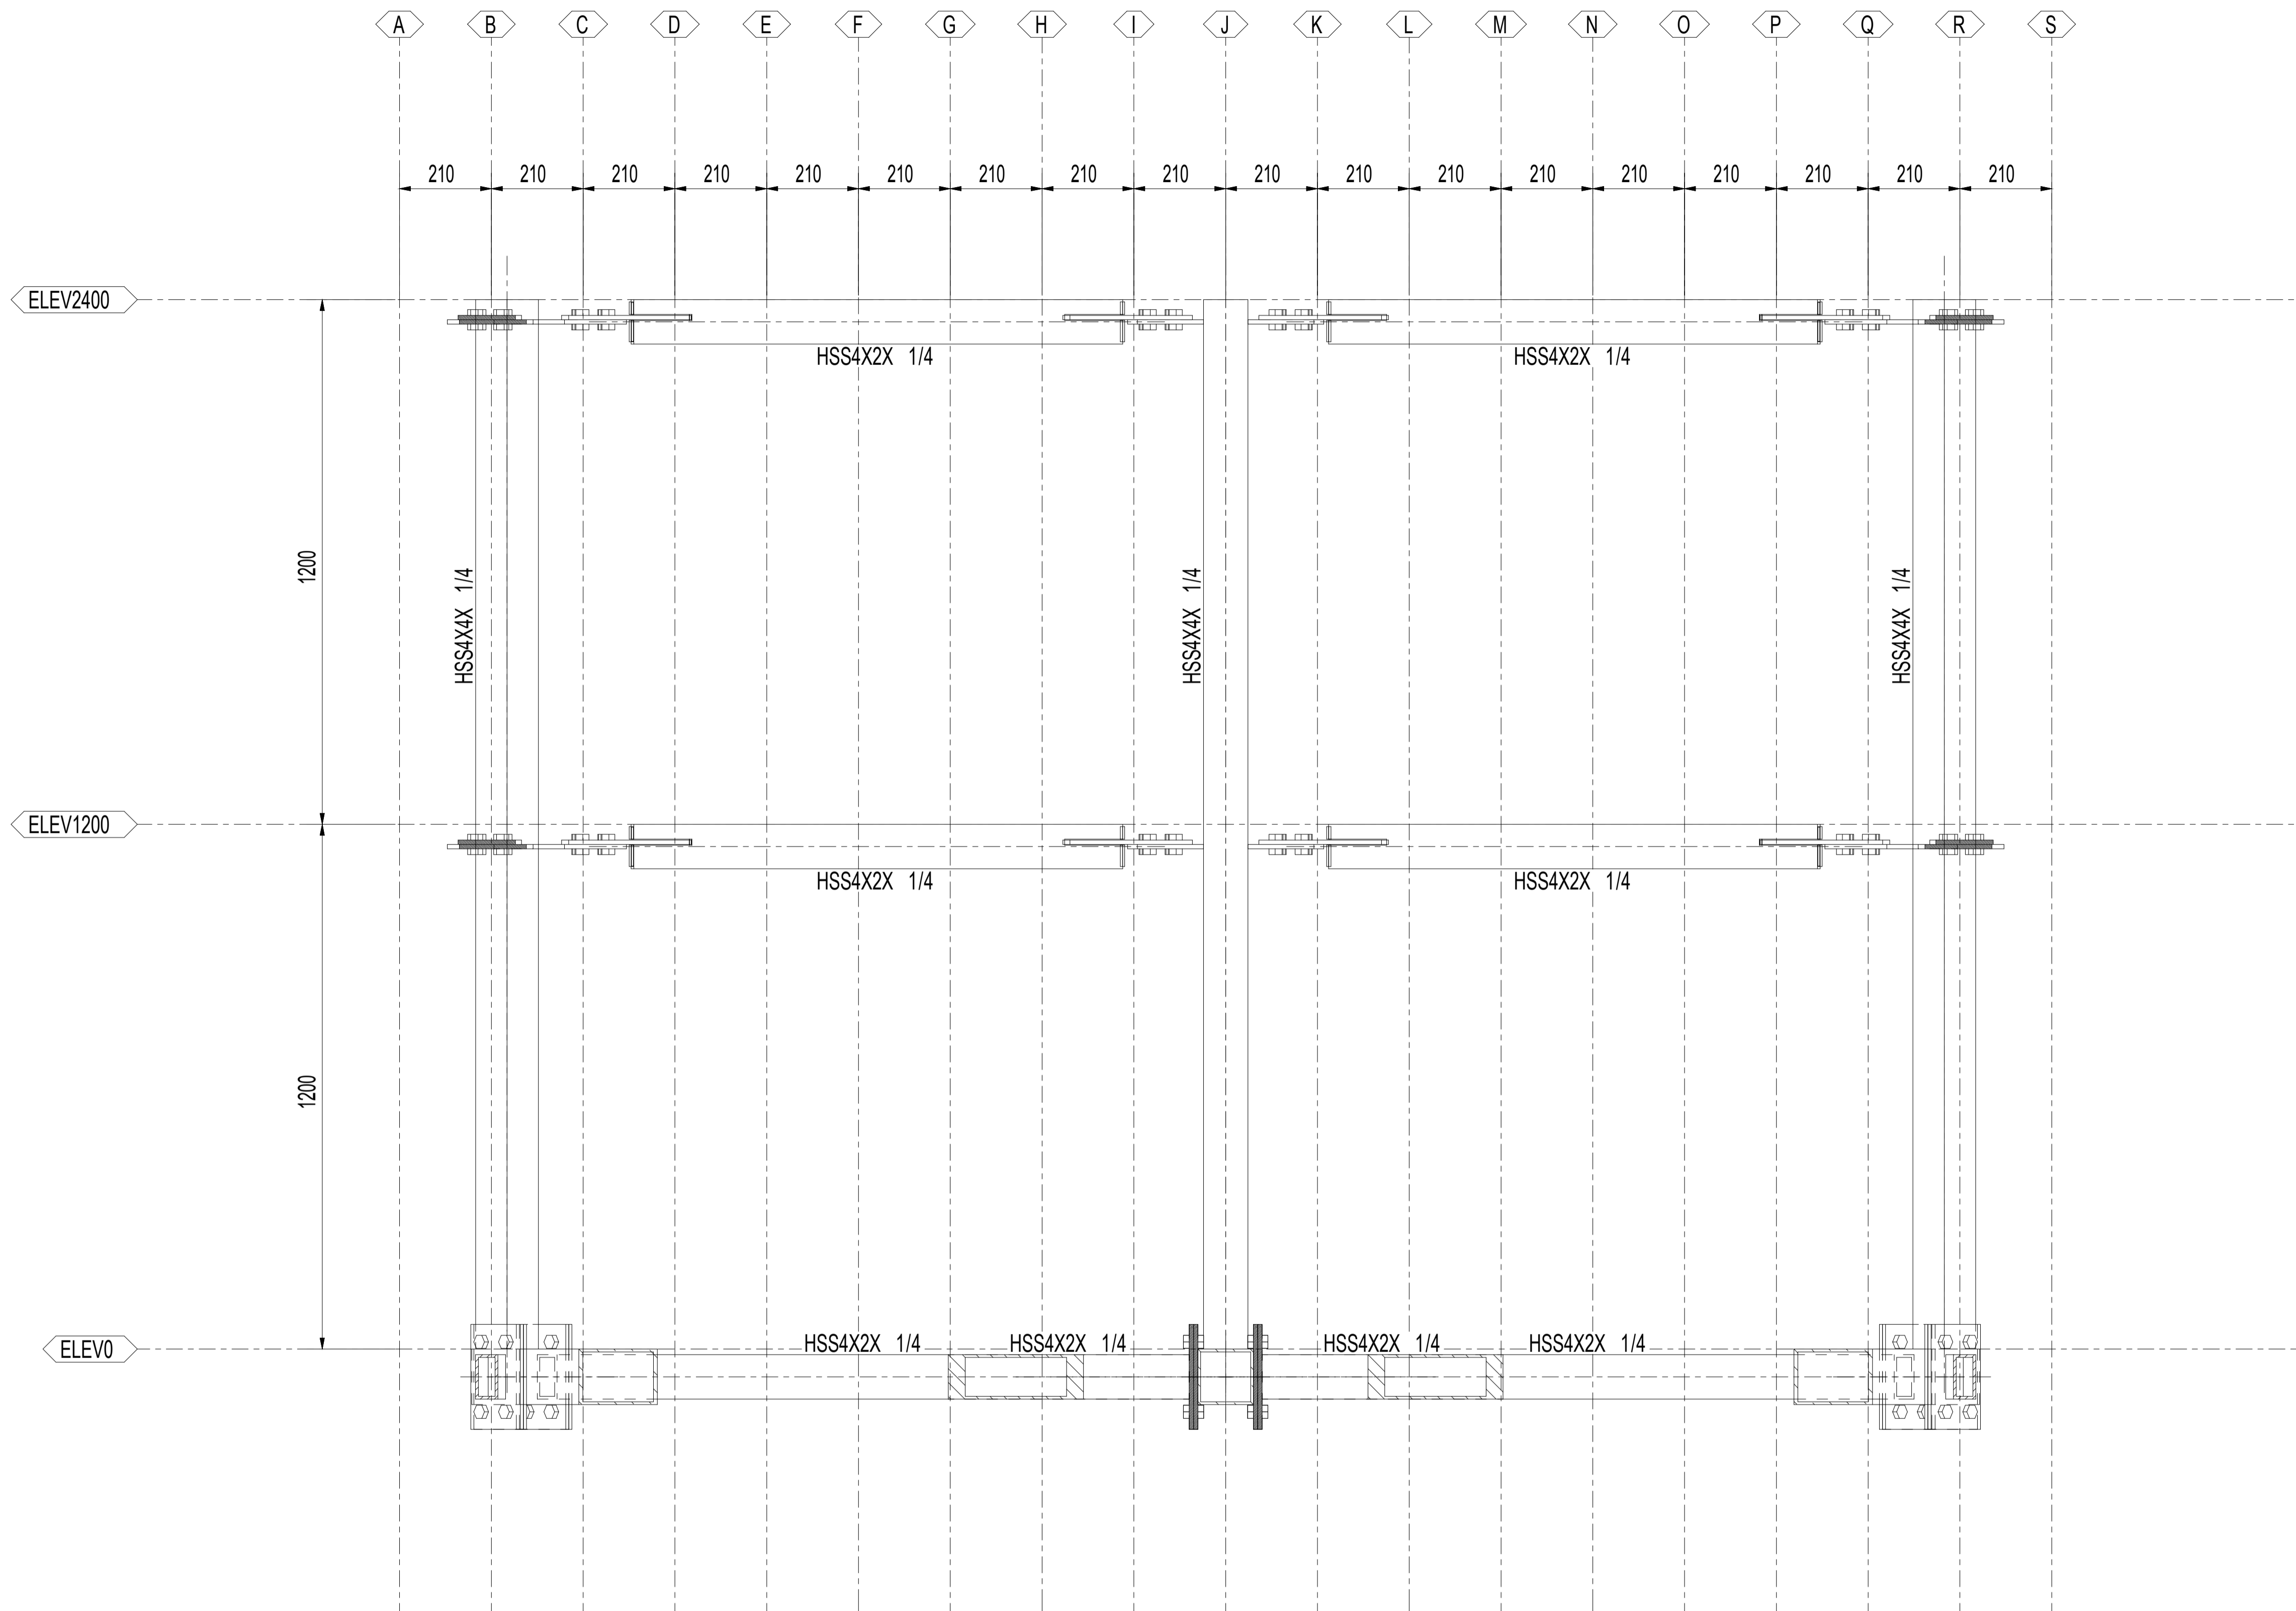 A B C D E F G H I J K L M N O P Q R S
210 210 210 210 210 210 210 210 210 210 210 210 210 210 210 210 210 210
ELEV2400
HSS4X2X 1/4 HSS4X2X 1/4
1200
HSS4X4X 1/4 HSS4X4X 1/4 HSS4X4X 1/4
ELEV1200
HSS4X2X 1/4 HSS4X2X 1/4
1200
ELEV0
HSS4X2X 1/4 HSS4X2X 1/4 HSS4X2X 1/4 HSS4X2X 1/4